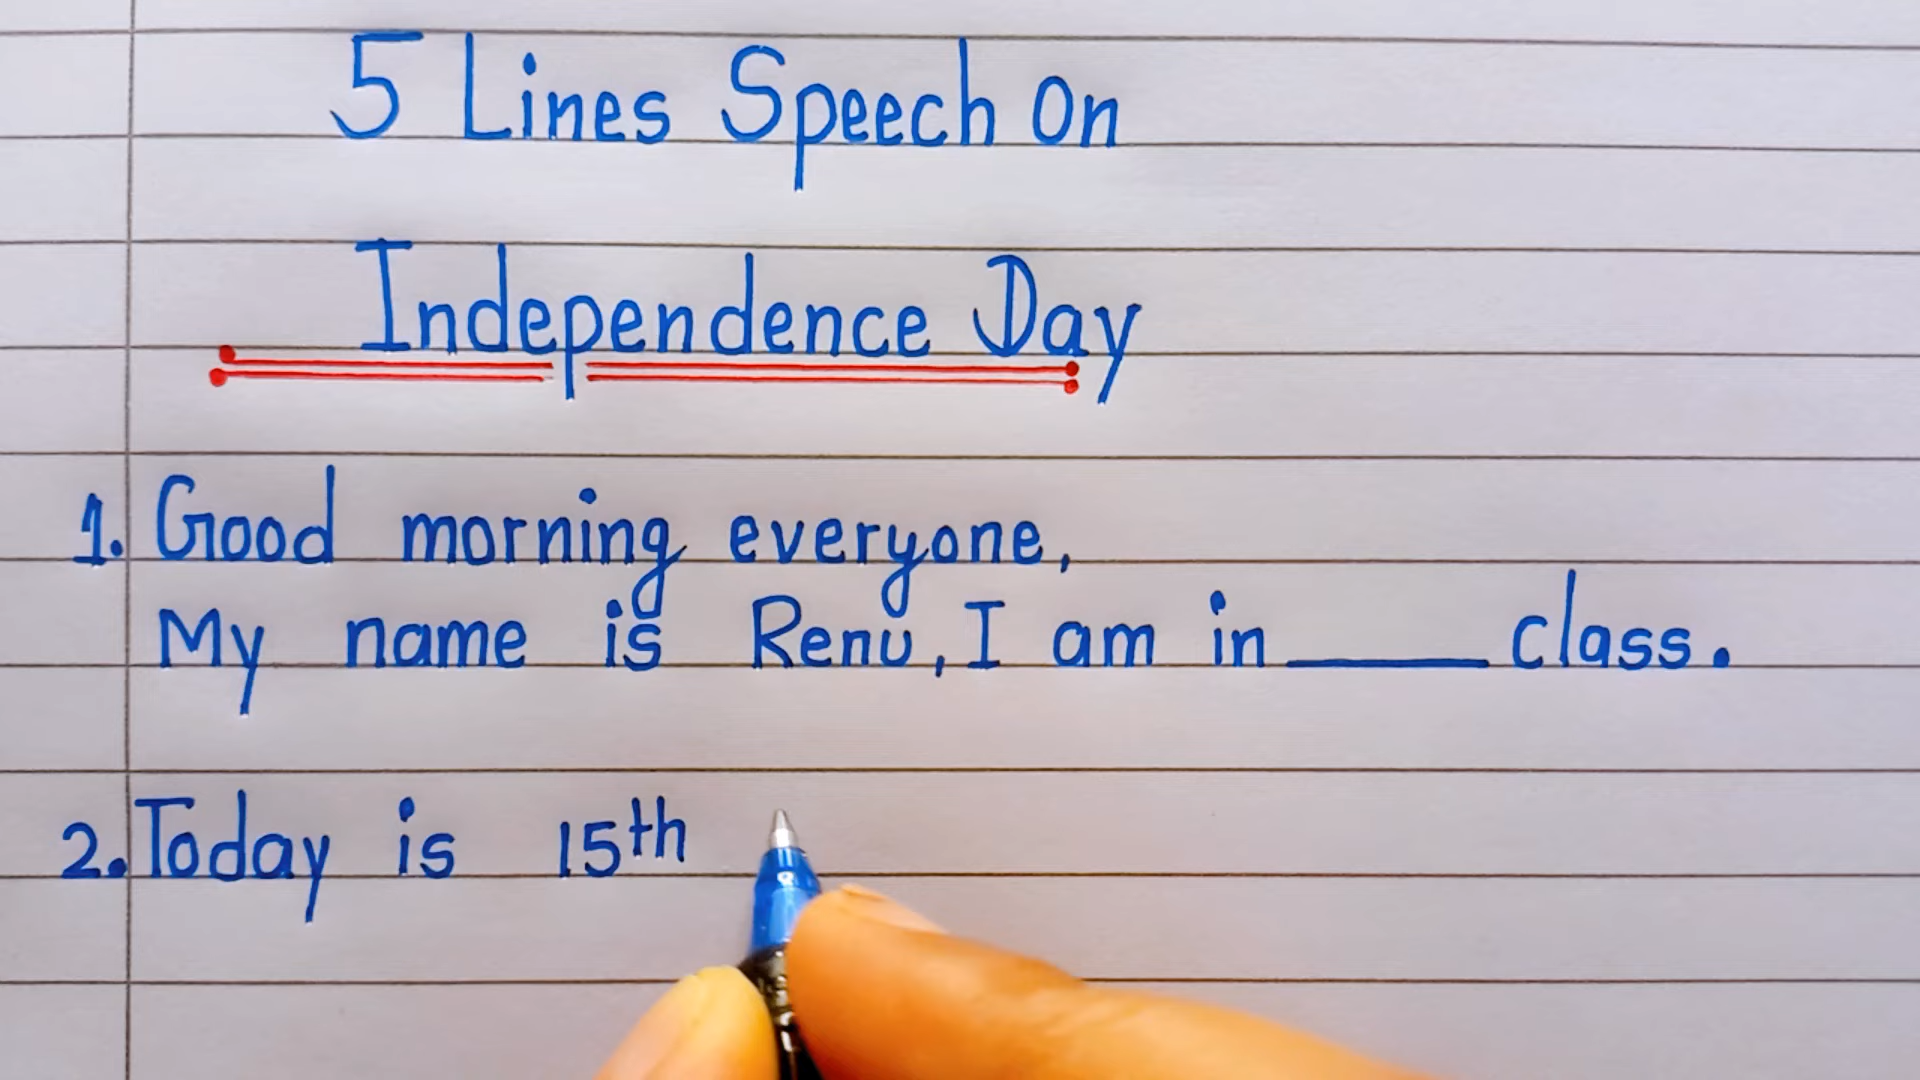 5 Lines Speech On
Independence Day
1. Good morning everyone,
My name is Renu, I am in ____ class.
2. Today is 15th